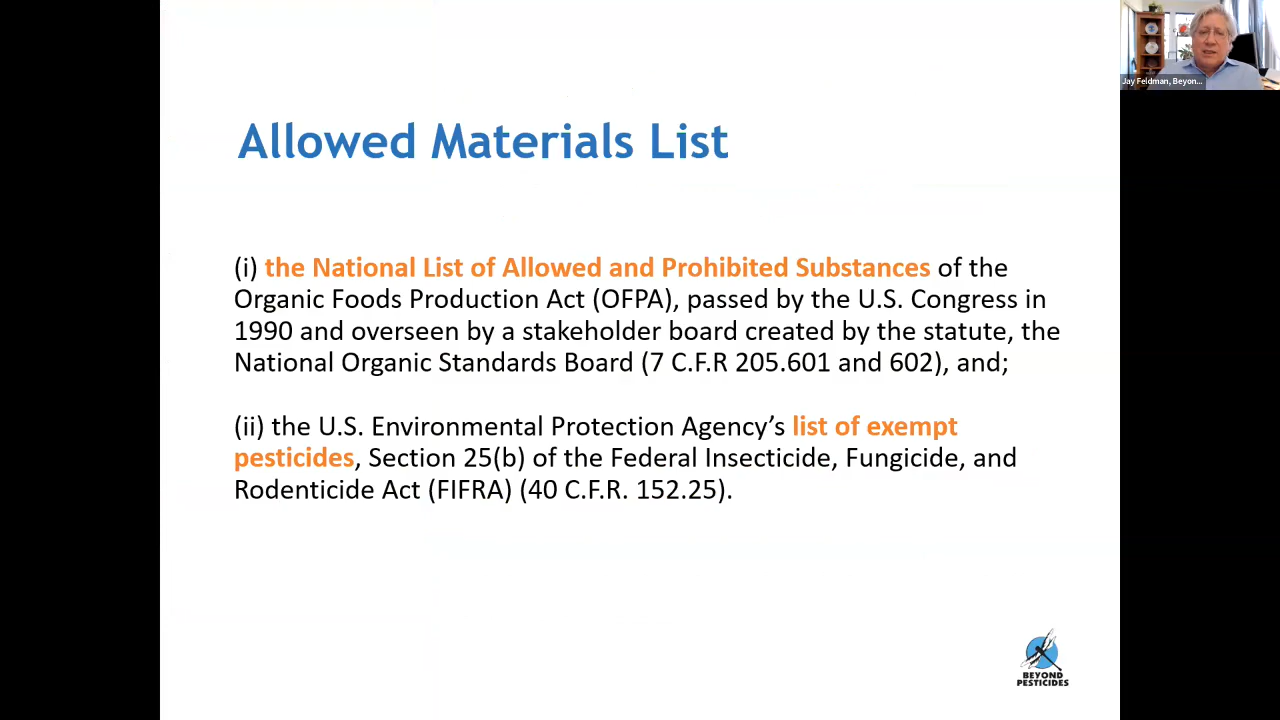 Jay Feldman, Beyon...
Allowed Materials List
(i) the National List of Allowed and Prohibited Substances of the
Organic Foods Production Act (OFPA), passed by the U.S. Congress in
1990 and overseen by a stakeholder board created by the statute, the
National Organic Standards Board (7 C.F.R 205.601 and 602), and;
(ii) the U.S. Environmental Protection Agency’s list of exempt
pesticides, Section 25(b) of the Federal Insecticide, Fungicide, and
Rodenticide Act (FIFRA) (40 C.F.R. 152.25).
BEYOND
PESTICIDES